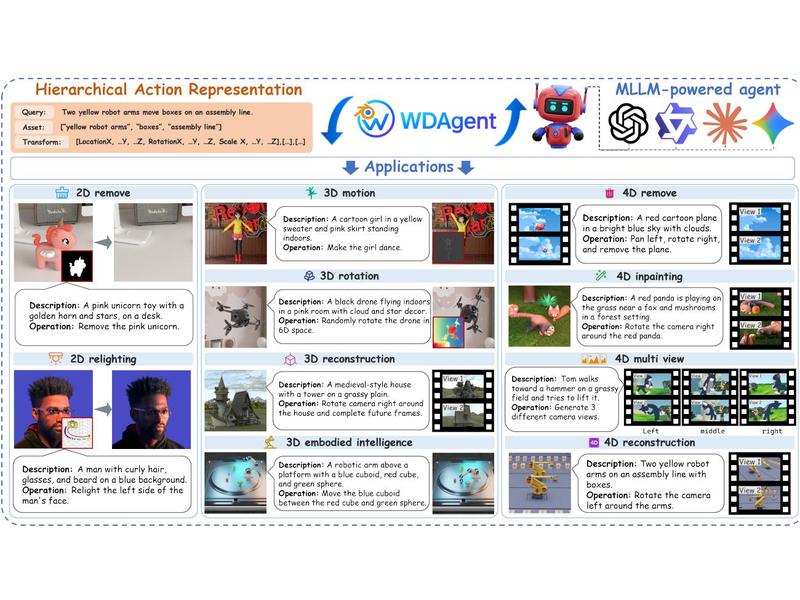 Hierarchical Action Representation
Query: Two yellow robot arms move boxes on an assembly line.
Asset: ["yellow robot arms", "boxes", "assembly line"]
Transform: [LocationX, ...Y, ...Z, RotationX, ...Y, ...Z, Scale X, ...Y, ...Z],[...],[...]
WDAgent
MLLM-powered agent
Applications
2D remove
Description: A pink unicorn toy with a
golden horn and stars, on a desk.
Operation: Remove the pink unicorn.
2D relighting
Description: A man with curly hair,
glasses, and beard on a blue background.
Operation: Relight the left side of the
man's face.
3D motion
Description: A cartoon girl in a yellow
sweater and pink skirt standing
indoors.
Operation: Make the girl dance.
3D rotation
Description: A black drone flying indoors
in a pink room with cloud and star decor.
Operation: Randomly rotate the drone in
6D space.
3D reconstruction
Description: A medieval-style house
with a tower on a grassy plain.
Operation: Rotate camera right around
the house and complete future frames.
View 1
View 2
3D embodied intelligence
Description: A robotic arm above a
platform with a blue cuboid, red cube,
and green sphere.
Operation: Move the blue cuboid
between the red cube and green sphere.
4D remove
Description: A red cartoon plane
in a bright blue sky with clouds.
Operation: Pan left, rotate right,
and remove the plane.
View 1
View 2
4D inpainting
Description: A red panda is playing on
the grass near a fox and mushrooms
in a forest setting.
Operation: Rotate the camera right
around the red panda.
View 1
View 2
4D multi view
Description: Tom walks
toward a hammer on a grassy
field and tries to lift it.
Operation: Generate 3
different camera views.
Left
middle
right
4D
4D reconstruction
Description: Two yellow robot
arms on an assembly line with
boxes.
Operation: Rotate the camera
left around the arms.
View 1
View 2